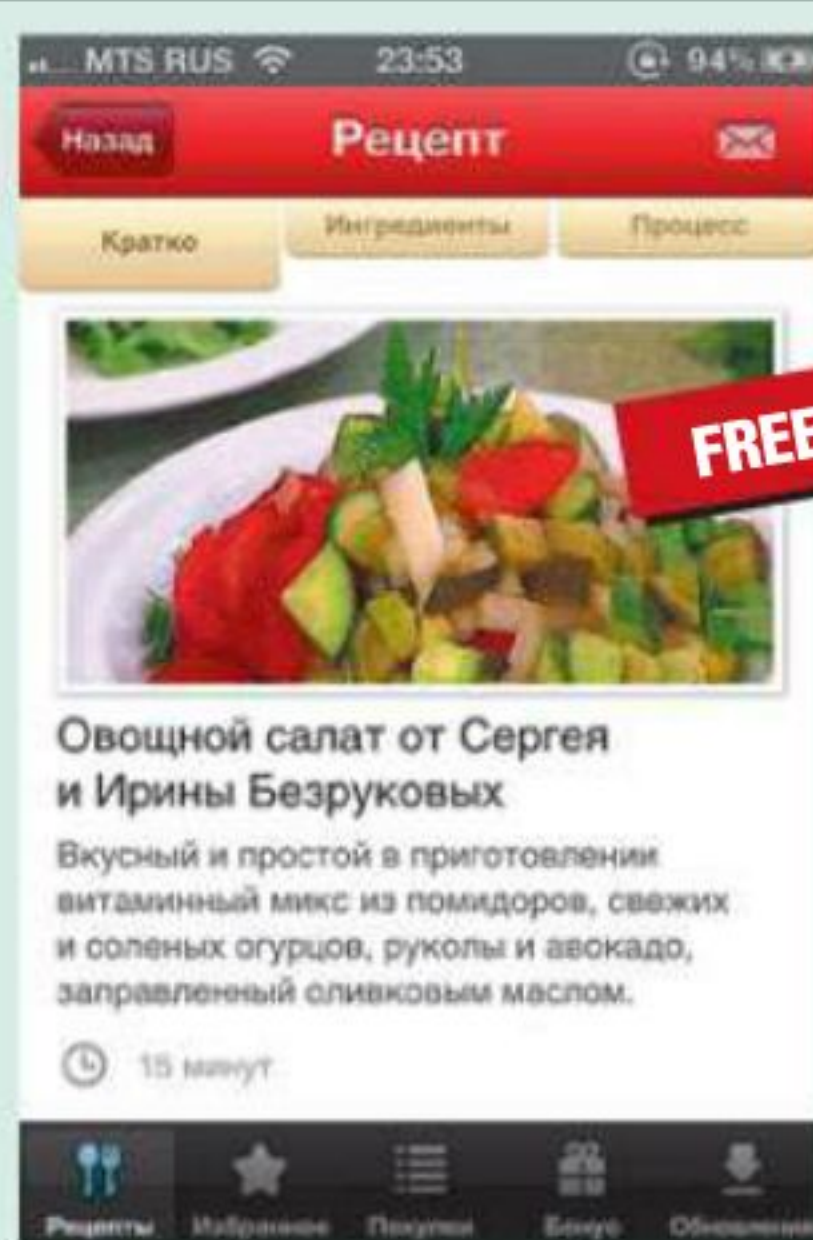 MTS RUS 23:53 94%
Назад Рецепт
Кратко Ингредиенты Процесс
FREE
Овощной салат от Сергея
и Ирины Безруковых
Вкусный и простой в приготовлении
витаминный микс из помидоров, свежих
и соленых огурцов, руколы и авокадо,
заправленный оливковым маслом.
15 минут
Рецепты Избранное Покупки Бонус Обновления